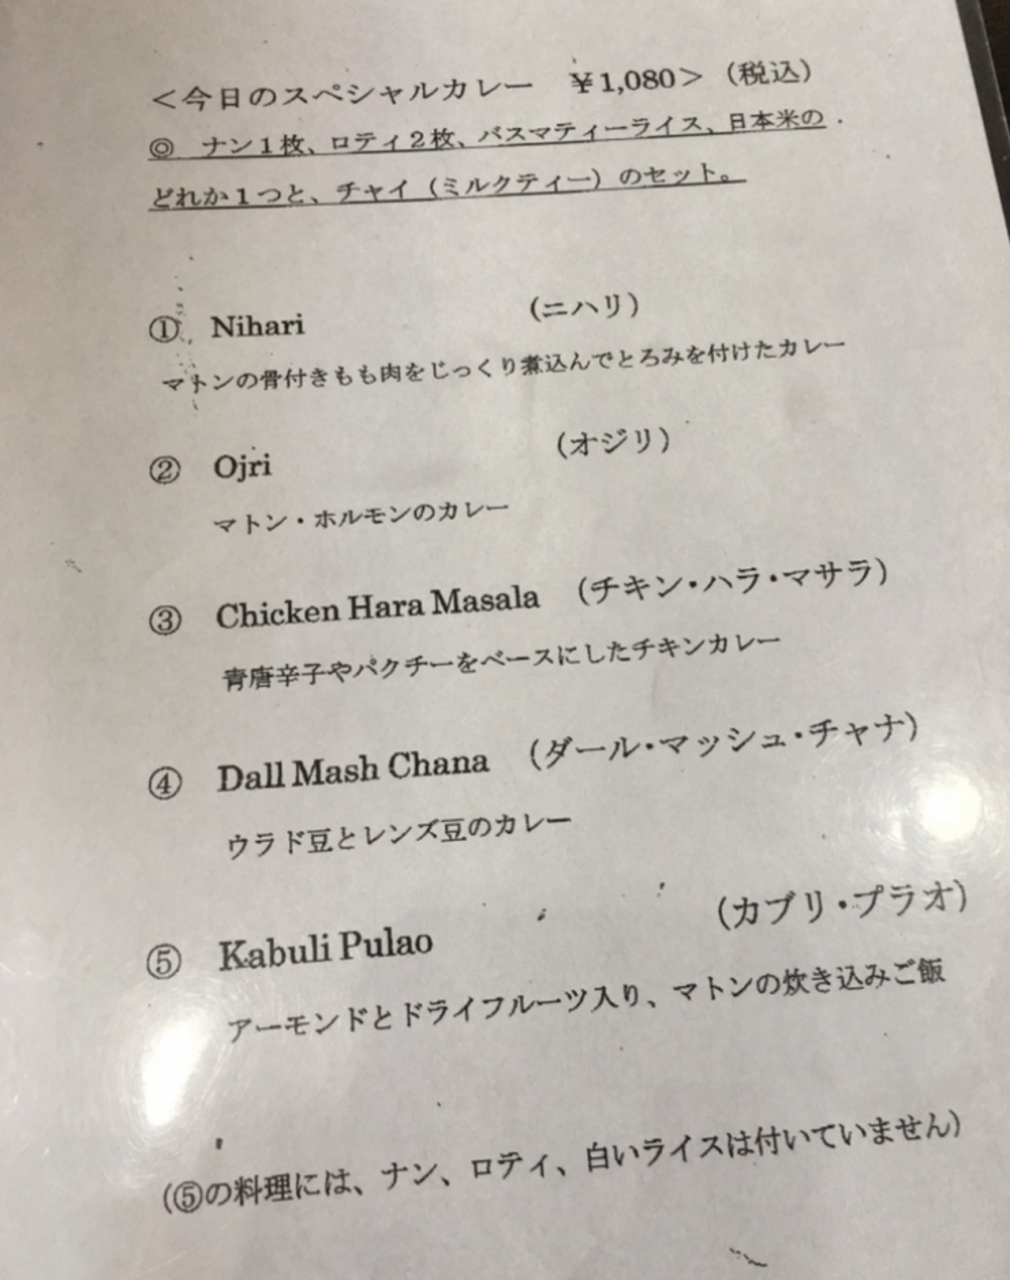 ＜今日のスペシャルカレー　￥1,080＞（税込）
◎　ナン１枚、ロティ２枚、バスマティーライス、日本米の
どれか１つと、チャイ（ミルクティー）のセット。
① Nihari （ニハリ）
マトンの骨付きもも肉をじっくり煮込んでとろみを付けたカレー
② Ojri （オジリ）
マトン・ホルモンのカレー
③ Chicken Hara Masala （チキン・ハラ・マサラ）
青唐辛子やパクチーをベースにしたチキンカレー
④ Dall Mash Chana （ダール・マッシュ・チャナ）
ウラド豆とレンズ豆のカレー
⑤ Kabuli Pulao （カブリ・プラオ）
アーモンドとドライフルーツ入り、マトンの炊き込みご飯
（⑤の料理には、ナン、ロティ、白いライスは付いていません）